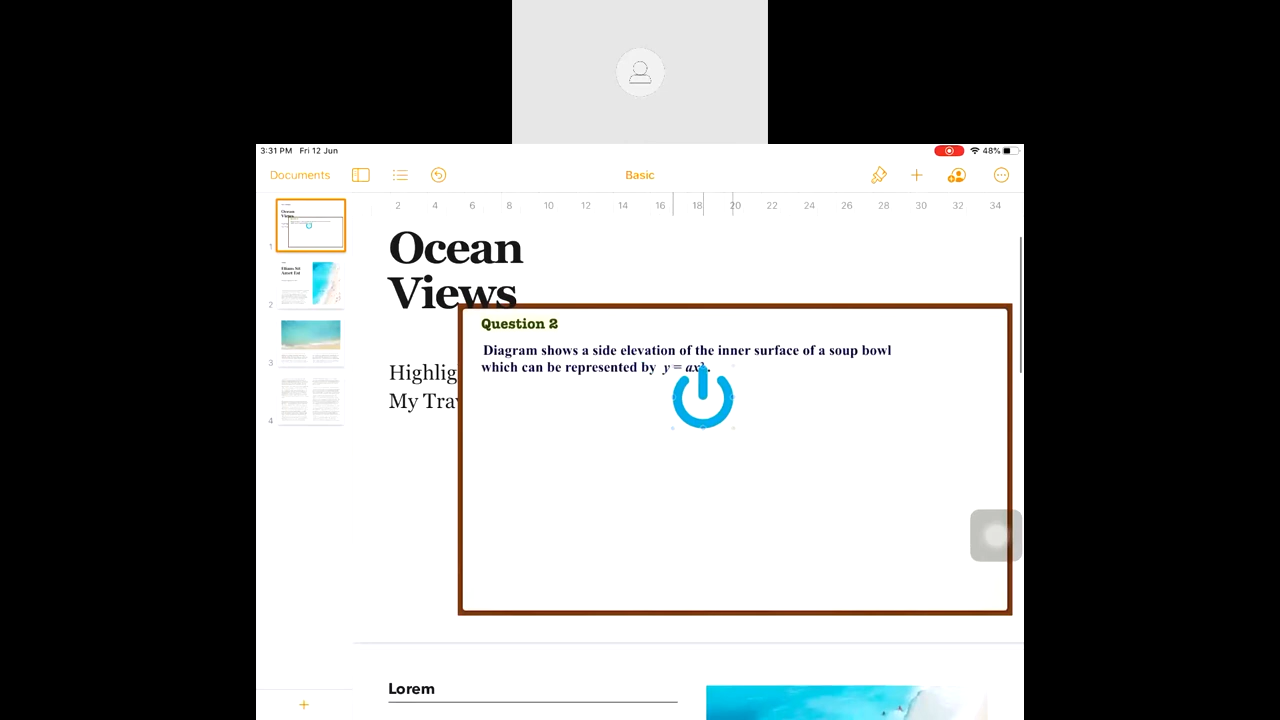 3:31 PM Fri 12 Jun
48%
Documents
Basic
2 4 6 8 10 12 14 16 18 20 22 24 26 28 30 32 34
Ocean
Views
1
2
3
4
Question 2
Diagram shows a side elevation of the inner surface of a soup bowl
which can be represented by y = ax
Highlig
My Trav
Lorem